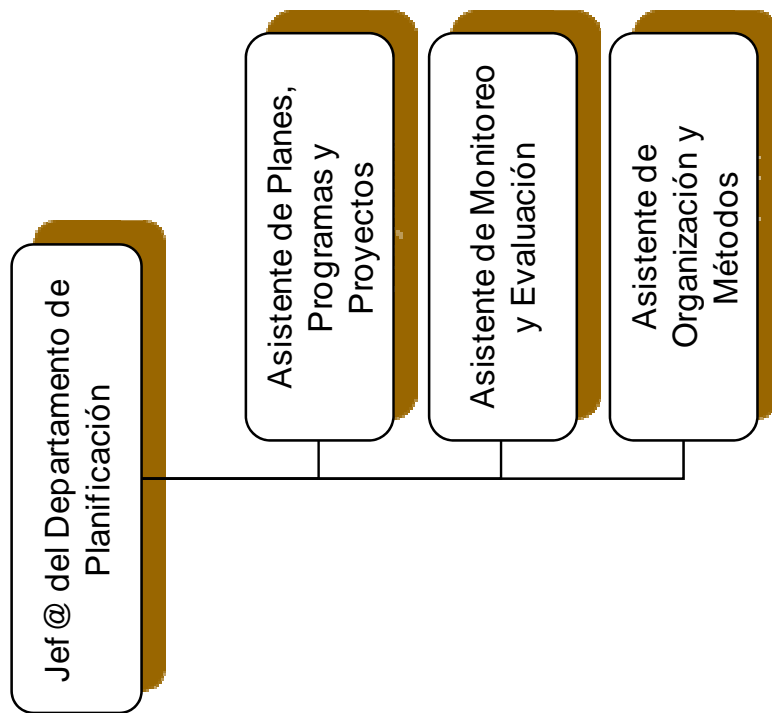 Jef@ del Departamento de
Planificación
Asistente de Planes,
Programas y
Proyectos
Asistente de Monitoreo
y Evaluación
Asistente de
Organización y
Métodos